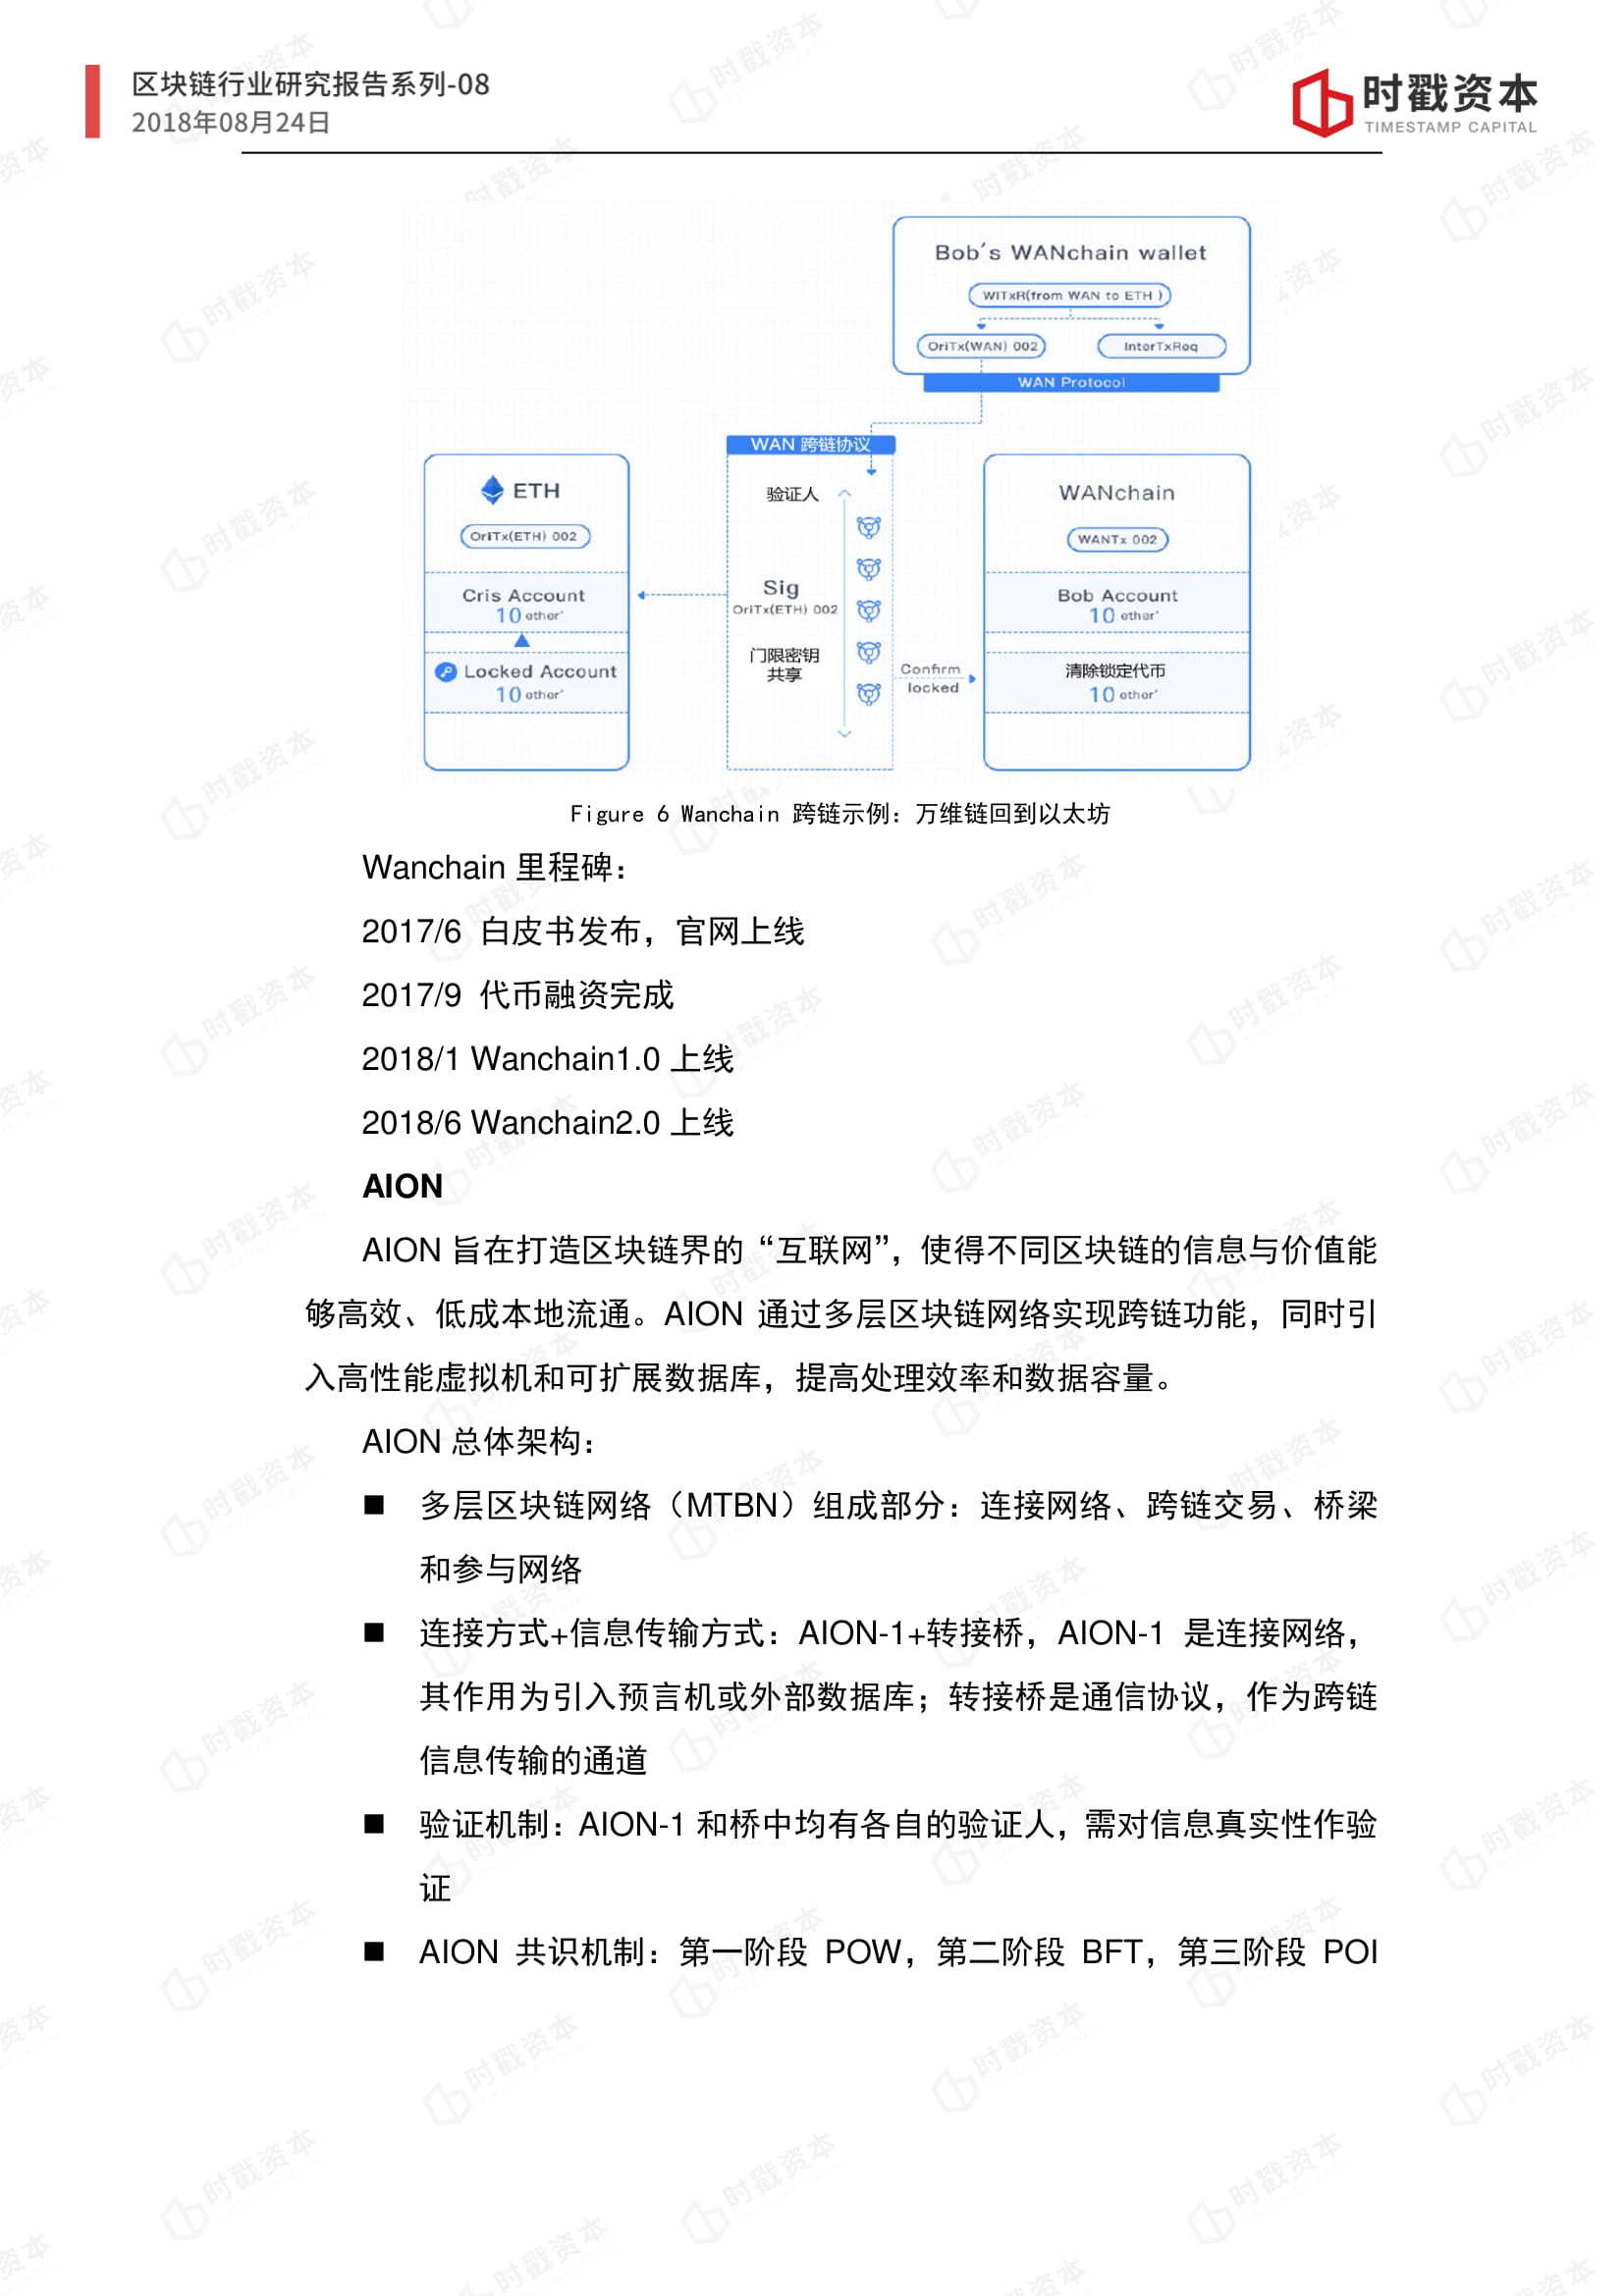 区块链行业研究报告系列-08
2018年08月24日
时戳资本
TIMESTAMP CAPITAL
Bob's WANchain wallet
WITxR(from WAN to ETH )
OriTx(WAN) 002
InterTxReq
WAN Protocol
WAN 跨链协议
ETH
OriTx(ETH) 002
Cris Account
10 ether'
Locked Account
10 ether'
验证人
Sig
OriTx(ETH) 002
门限密钥
共享
Confirm
locked
WANchain
WANTx 002
Bob Account
10 ether'
清除锁定代币
10 ether'
Figure 6 Wanchain 跨链示例：万维链回到以太坊
Wanchain 里程碑：
2017/6 白皮书发布，官网上线
2017/9 代币融资完成
2018/1 Wanchain1.0 上线
2018/6 Wanchain2.0 上线
AION
AION 旨在打造区块链界的“互联网”，使得不同区块链的信息与价值能
够高效、低成本地流通。AION 通过多层区块链网络实现跨链功能，同时引
入高性能虚拟机和可扩展数据库，提高处理效率和数据容量。
AION 总体架构：
■ 多层区块链网络（MTBN）组成部分：连接网络、跨链交易、桥梁
和参与网络
■ 连接方式+信息传输方式：AION-1+转接桥，AION-1 是连接网络，
其作用为引入预言机或外部数据库；转接桥是通信协议，作为跨链
信息传输的通道
■ 验证机制：AION-1 和桥中均有各自的验证人，需对信息真实性作验
证
■ AION 共识机制：第一阶段 POW，第二阶段 BFT，第三阶段 POI